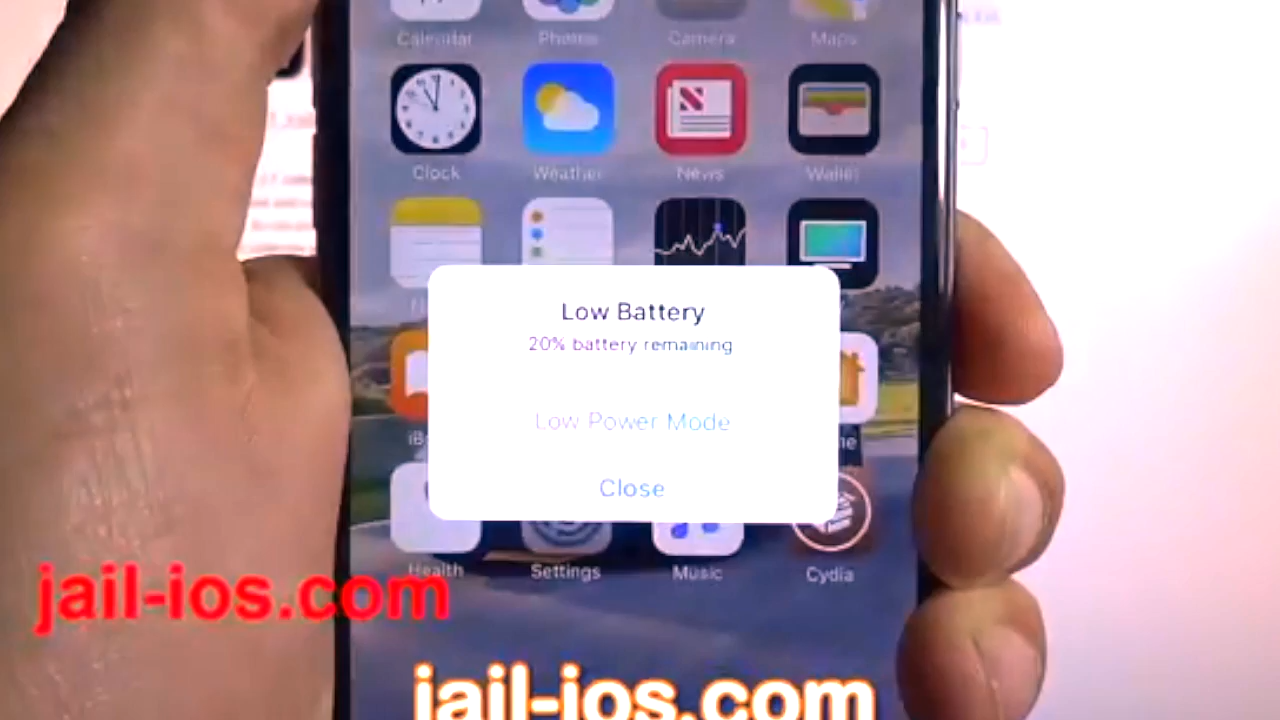 Calendar Photos Camera Maps
Clock Weather News Wallet
Low Battery
20% battery remaining
Low Power Mode
Close
Health Settings Music Cydia
jail-ios.com
jail-ios.com